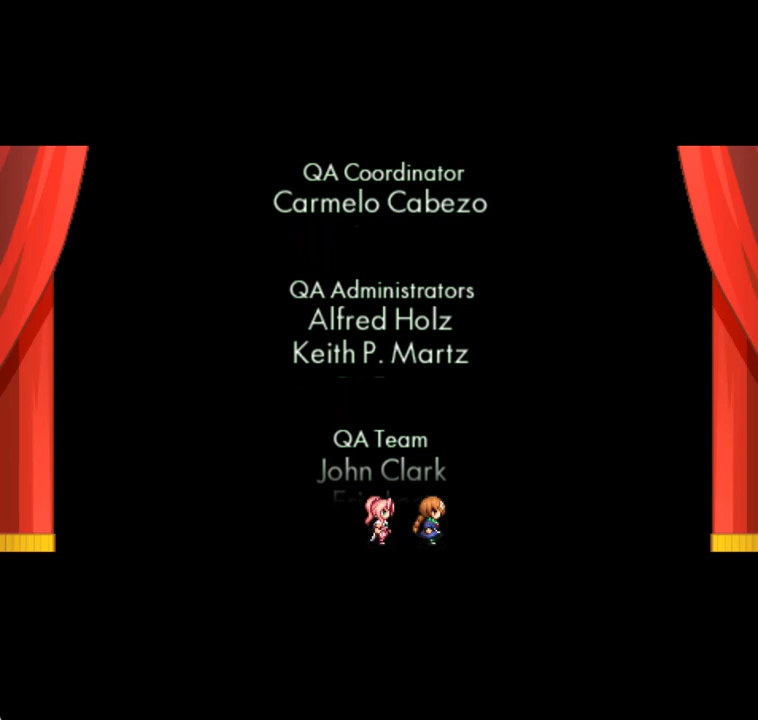 QA Coordinator
Carmelo Cabezo
QA Administrators
Alfred Holz
Keith P. Martz
QA Team
John Clark